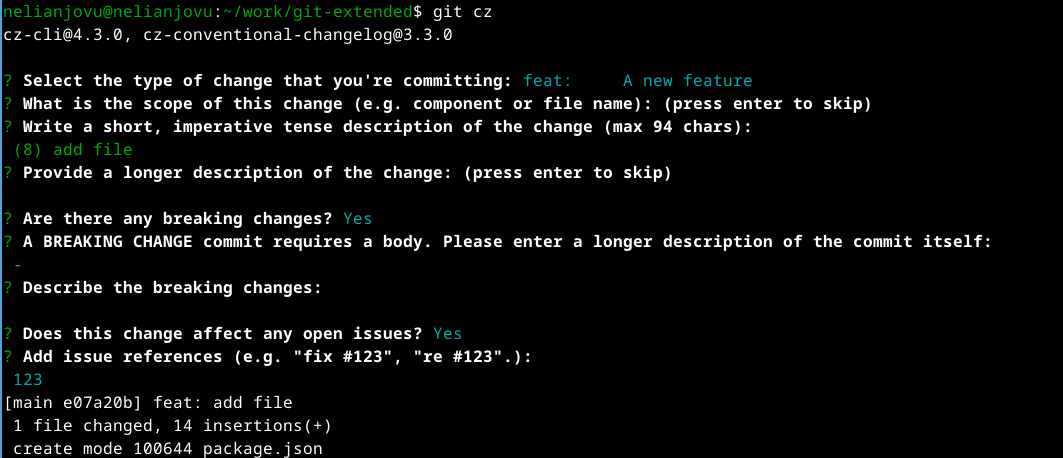 nelianjovu@nelianjovu:~/work/git-extended$ git cz
cz-cli@4.3.0, cz-conventional-changelog@3.3.0
? Select the type of change that you're committing: feat:     A new feature
? What is the scope of this change (e.g. component or file name): (press enter to skip)
? Write a short, imperative tense description of the change (max 94 chars):
(8) add file
? Provide a longer description of the change: (press enter to skip)
? Are there any breaking changes? Yes
? A BREAKING CHANGE commit requires a body. Please enter a longer description of the commit itself:
-
? Describe the breaking changes:
? Does this change affect any open issues? Yes
? Add issue references (e.g. "fix #123", "re #123".):
123
[main e07a20b] feat: add file
1 file changed, 14 insertions(+)
create mode 100644 package.json